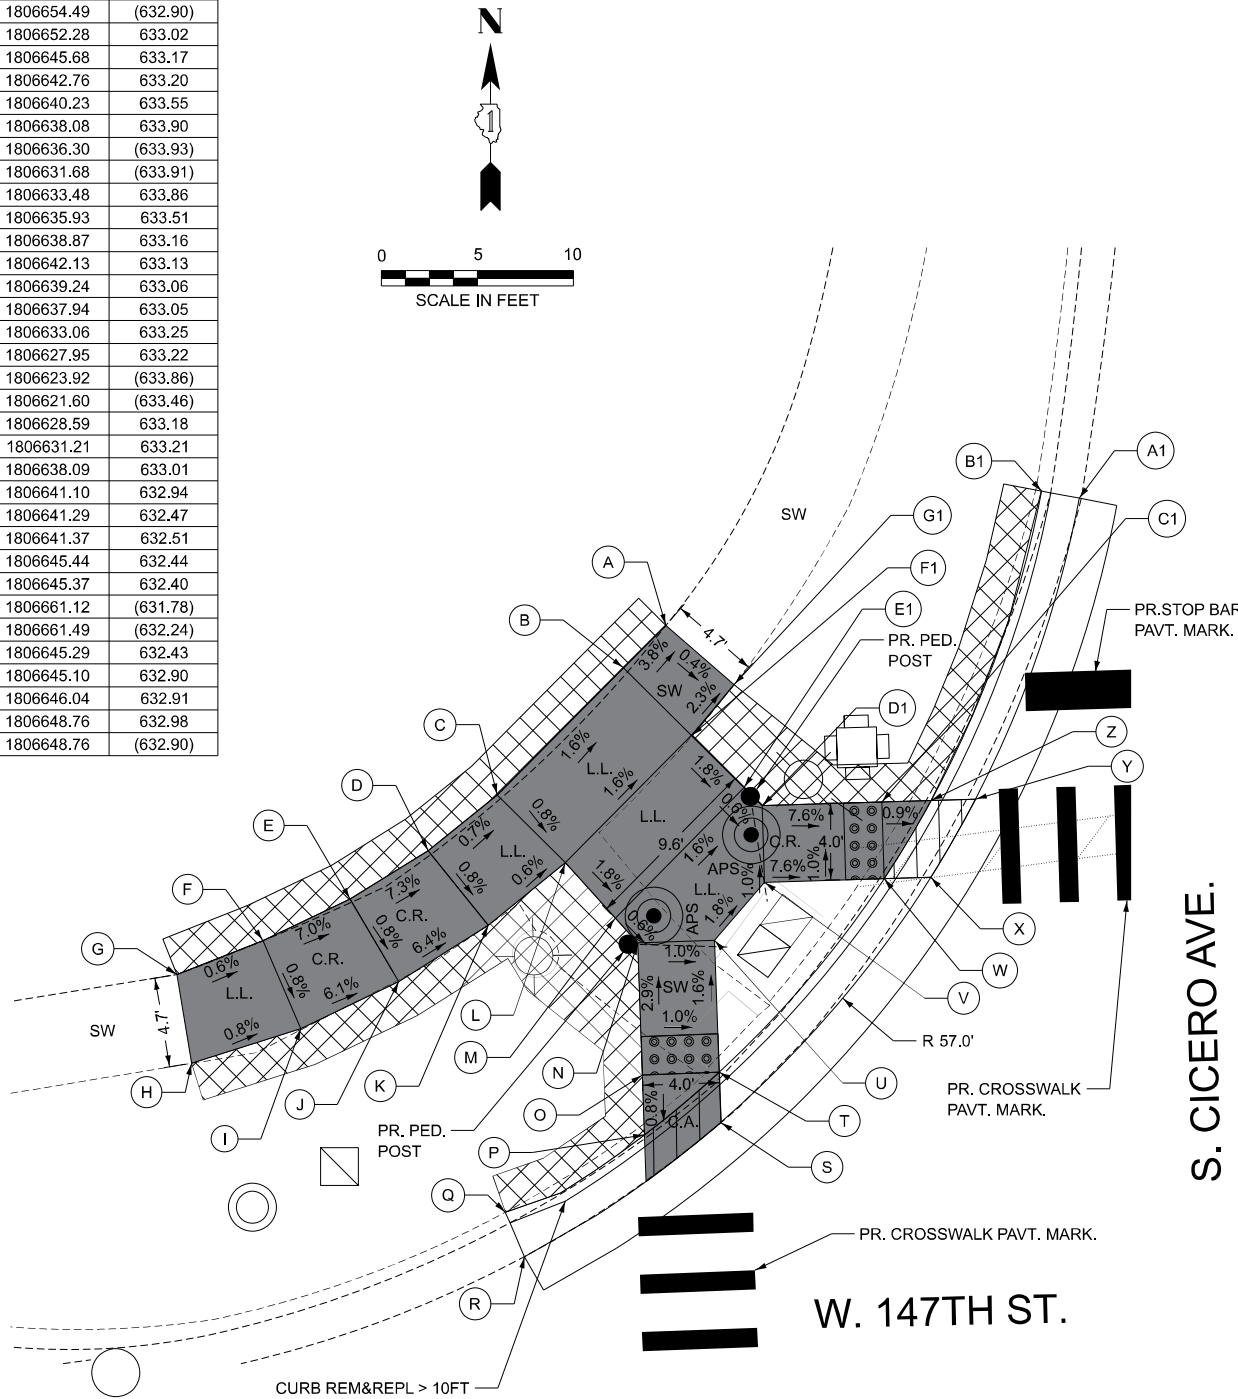 1806654.49 (632.90)
1806652.28 633.02
1806645.68 633.17
1806642.76 633.20
1806640.23 633.55
1806638.08 633.90
1806636.30 (633.93)
1806631.68 (633.91)
1806633.48 633.86
1806635.93 633.51
1806638.87 633.16
1806642.13 633.13
1806639.24 633.06
1806637.94 633.05
1806633.06 633.25
1806627.95 633.22
1806623.92 (633.86)
1806621.60 (633.46)
1806628.59 633.18
1806631.21 633.21
1806638.09 633.01
1806641.10 632.94
1806641.29 632.47
1806641.37 632.51
1806645.44 632.44
1806645.37 632.40
1806661.12 (631.78)
1806661.49 (632.24)
1806645.29 632.43
1806645.10 632.90
1806646.04 632.91
1806648.76 632.98
1806648.76 (632.90)
N
1
0 5 10
SCALE IN FEET
SW
A1
B1
C1
G1
F1
E1
D1
PR. PED.
POST
PR.STOP BAR
PAVT. MARK.
A
B
C
D
E
F
G
4.7'
3.8%
0.4%
SW
2.3%
1.6%
L.L.
1.6%
1.8%
0.8%
L.L.
0.6%
7.6%
0.9%
4.0'
C.R.
7.6%
1.0%
9.6'
1.6%
APS
1.0%
L.L.
1.8%
APS
1.8%
0.6%
0.7%
L.L.
0.8%
0.6%
7.3%
C.R.
0.8%
6.4%
7.0%
C.R.
0.8%
6.1%
0.6%
L.L.
0.8%
4.7'
SW
1.0%
2.9%
SW
1.6%
1.0%
4.0'
0.8%
C.A.
Z
Y
X
W
V
U
T
S
R 57.0'
PR. CROSSWALK
PAVT. MARK.
S. CICERO AVE.
H
I
J
K
L
M
N
O
P
Q
R
PR. PED.
POST
PR. CROSSWALK PAVT. MARK.
W. 147TH ST.
CURB REM&REPL > 10FT